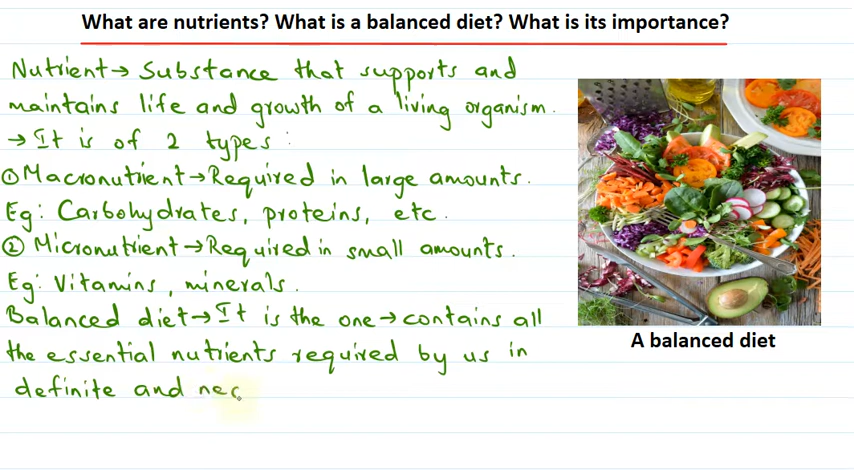 What are nutrients? What is a balanced diet? What is its importance?
Nutrient→ Substance that supports and
maintains life and growth of a living organism.
→ It is of 2 types:
① Macronutrient→Required in large amounts.
Eg: Carbohydrates, proteins, etc.
② Micronutrient→Required in small amounts.
Eg: Vitamins, minerals.
Balanced diet→It is the one→contains all
the essential nutrients required by us in
definite and nec
A balanced diet